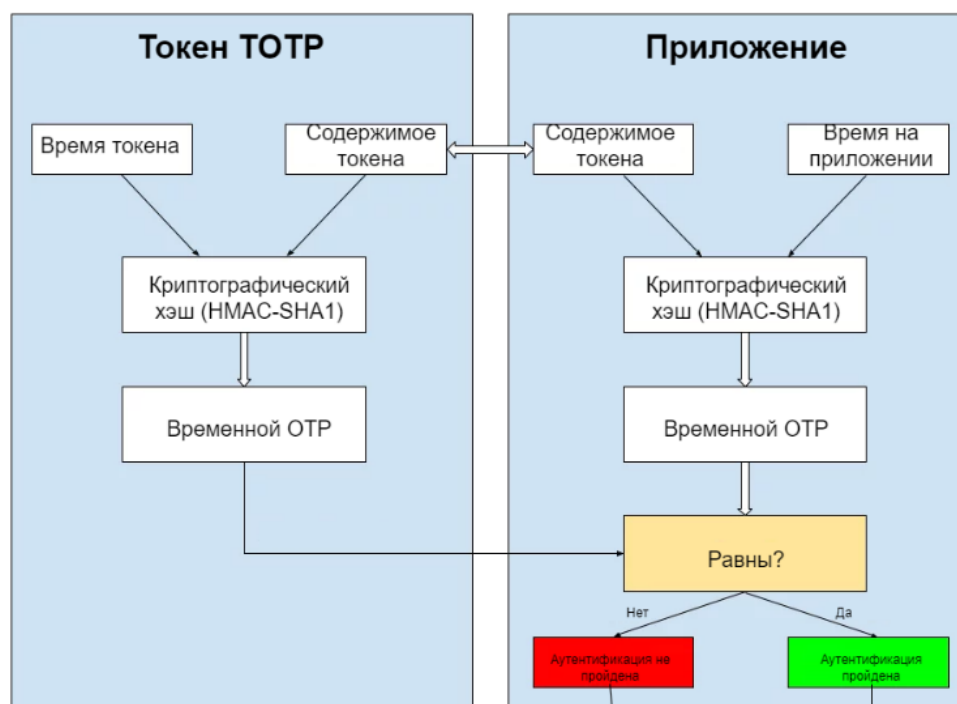 Токен TOTP
Приложение
Время токена
Содержимое
токена
Содержимое
токена
Время на
приложении
Криптографический
хэш (HMAC-SHA1)
Криптографический
хэш (HMAC-SHA1)
Временной OTP
Временной OTP
Равны?
Нет
Да
Аутентификация не
пройдена
Аутентификация
пройдена